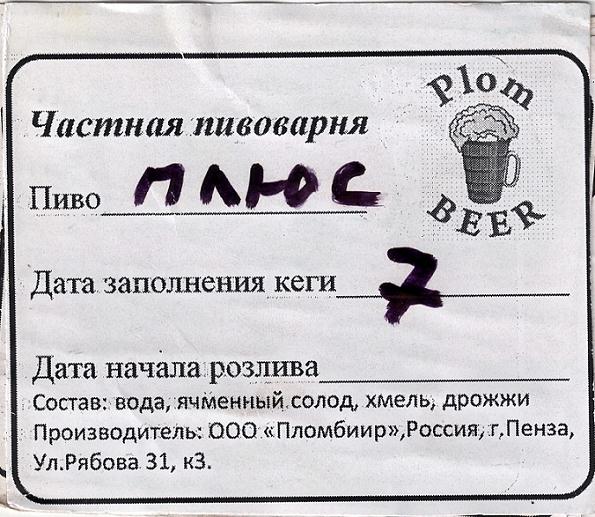 Plom
BEER
Частная пивоварня
Пиво плюс
Дата заполнения кеги 7
Дата начала розлива
Состав: вода, ячменный солод, хмель, дрожжи
Производитель: ООО «Пломбиир»,Россия, г.Пенза,
Ул.Рябова 31, к3.